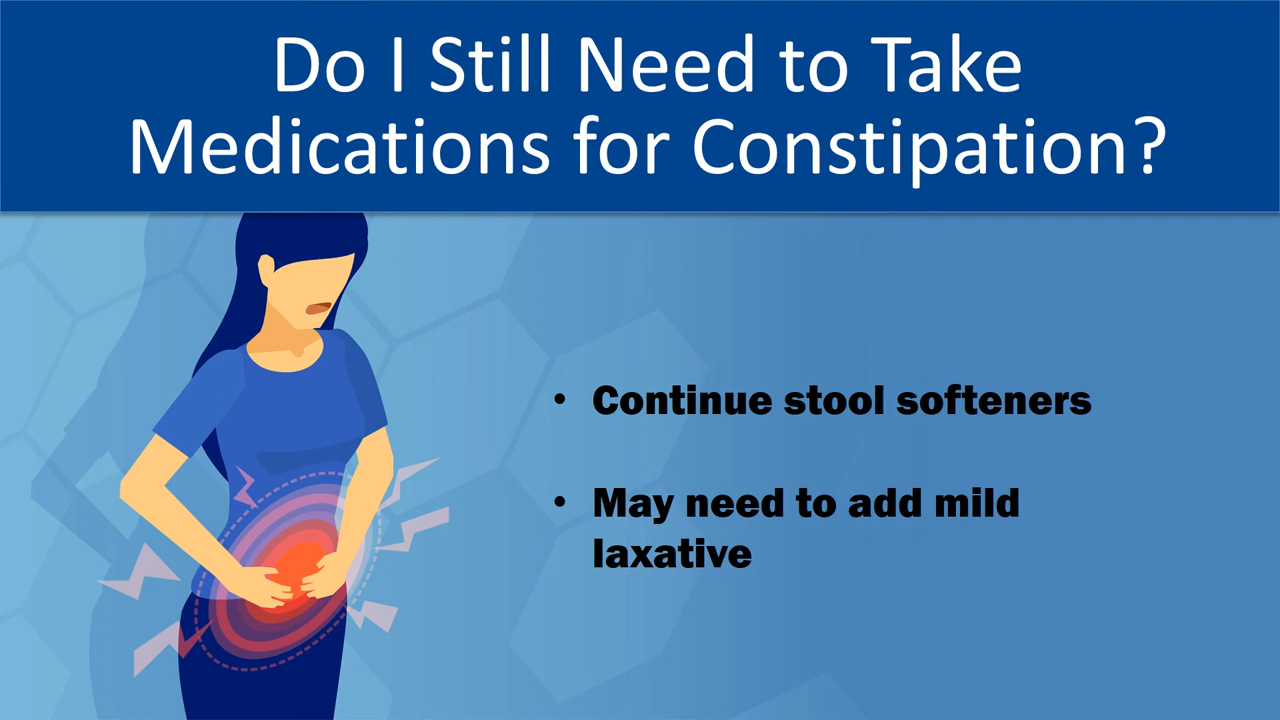 Do I Still Need to Take
Medications for Constipation?
• Continue stool softeners
• May need to add mild
laxative